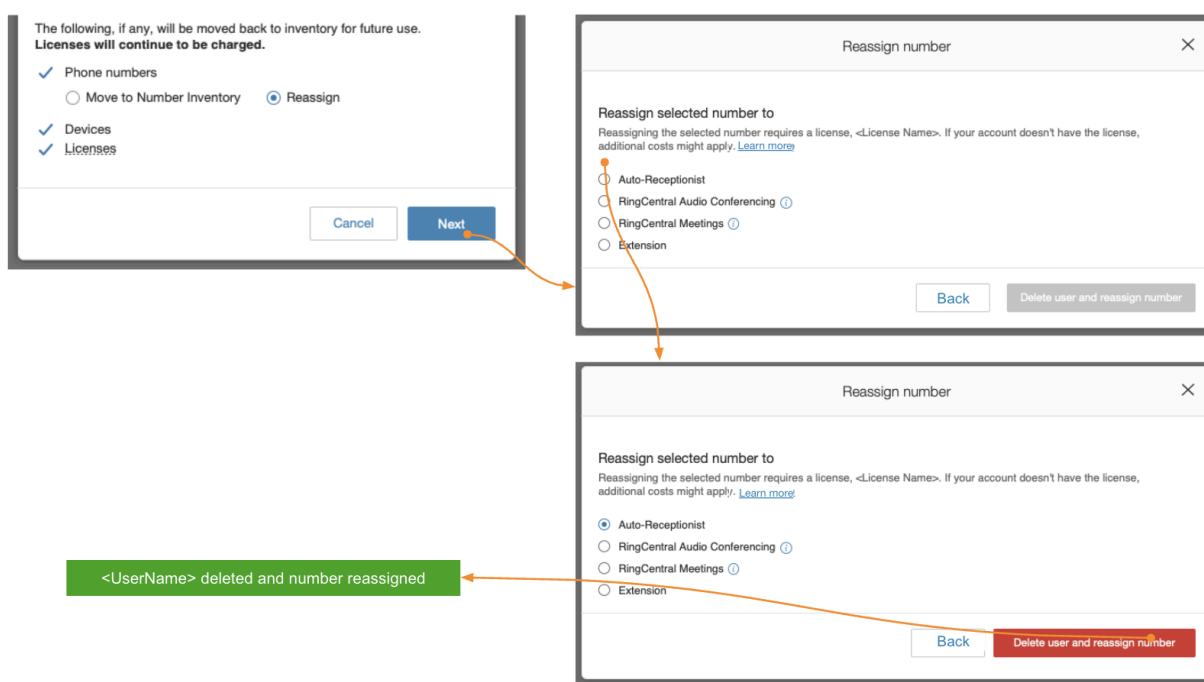 The following, if any, will be moved back to inventory for future use.
Licenses will continue to be charged.
Phone numbers
Move to Number Inventory
Reassign
Devices
Licenses
Cancel
Next
Reassign number
Reassign selected number to
Reassigning the selected number requires a license, <License Name>. If your account doesn't have the license,
additional costs might apply. Learn more
Auto-Receptionist
RingCentral Audio Conferencing
RingCentral Meetings
Extension
Back
Delete user and reassign number
Reassign number
Reassign selected number to
Reassigning the selected number requires a license, <License Name>. If your account doesn't have the license,
additional costs might apply. Learn more
Auto-Receptionist
RingCentral Audio Conferencing
RingCentral Meetings
Extension
Back
Delete user and reassign number
<UserName> deleted and number reassigned